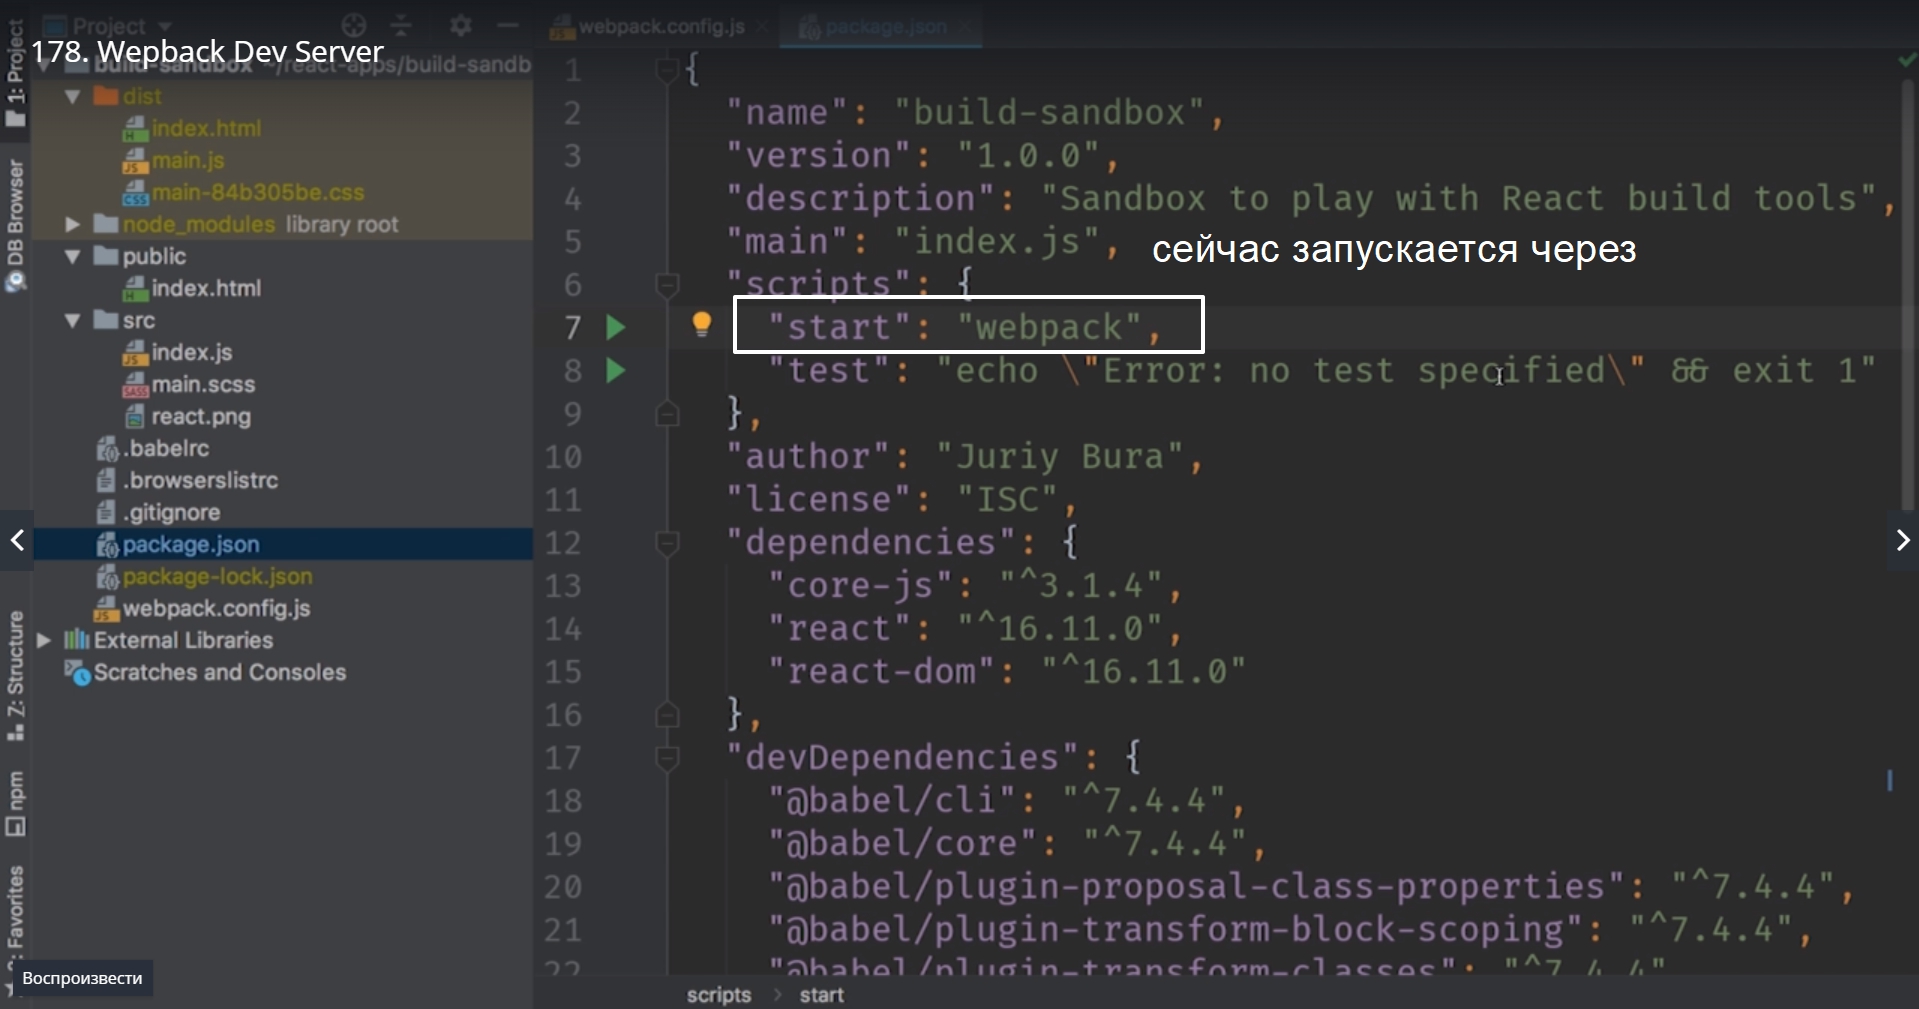 Project
webpack.config.js
package.json
178. Wepback Dev Server
build-sandbox ~/react-apps/build-sandb
1: Project
DB Browser
Z: Structure
npm
Favorites
dist
index.html
main.js
main-84b305be.css
node_modules library root
public
index.html
src
index.js
main.scss
react.png
.babelrc
.browserslistrc
.gitignore
package.json
package-lock.json
webpack.config.js
External Libraries
Scratches and Consoles
Воспроизвести
1 {
2 "name": "build-sandbox",
3 "version": "1.0.0",
4 "description": "Sandbox to play with React build tools",
5 "main": "index.js",
сейчас запускается через
6 "scripts": {
7 "start": "webpack",
8 "test": "echo \"Error: no test specified\" && exit 1"
9 },
10 "author": "Juriy Bura",
11 "license": "ISC",
12 "dependencies": {
13 "core-js": "^3.1.4",
14 "react": "^16.11.0",
15 "react-dom": "^16.11.0"
16 },
17 "devDependencies": {
18 "@babel/cli": "^7.4.4",
19 "@babel/core": "^7.4.4",
20 "@babel/plugin-proposal-class-properties": "^7.4.4",
21 "@babel/plugin-transform-block-scoping": "^7.4.4",
22 "@babel/plugin-transform-classes": "^7.4.4"
scripts > start